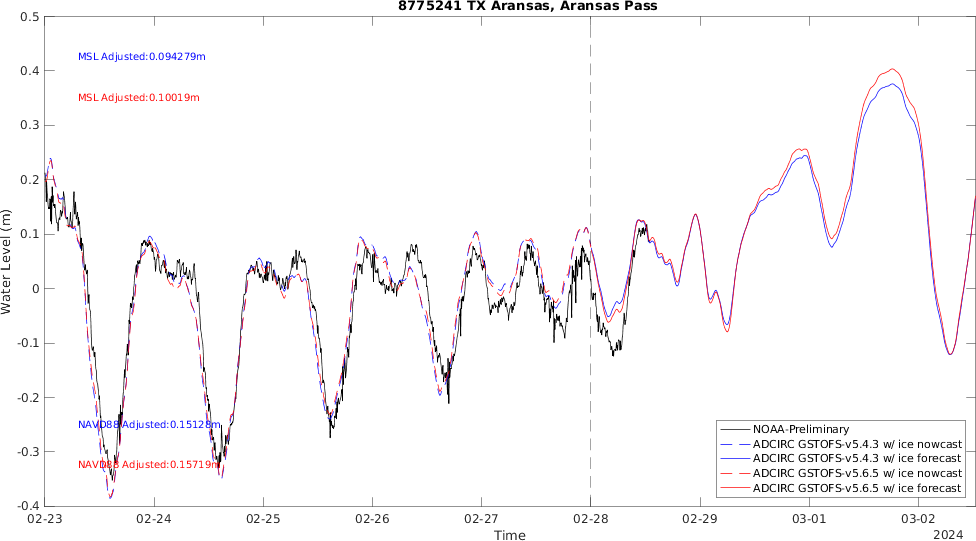 8775241 TX Aransas, Aransas Pass
0.5
0.4
0.3
0.2
0.1
0
-0.1
-0.2
-0.3
-0.4
Water Level (m)
MSL Adjusted:0.094279m
MSL Adjusted:0.10019m
NAVD88 Adjusted:0.15128m
NAVD88 Adjusted:0.15719m
NOAA-Preliminary
ADCIRC GSTOFS-v5.4.3 w/ ice nowcast
ADCIRC GSTOFS-v5.4.3 w/ ice forecast
ADCIRC GSTOFS-v5.6.5 w/ ice nowcast
ADCIRC GSTOFS-v5.6.5 w/ ice forecast
02-23 02-24 02-25 02-26 02-27 02-28 02-29 03-01 03-02
Time
2024